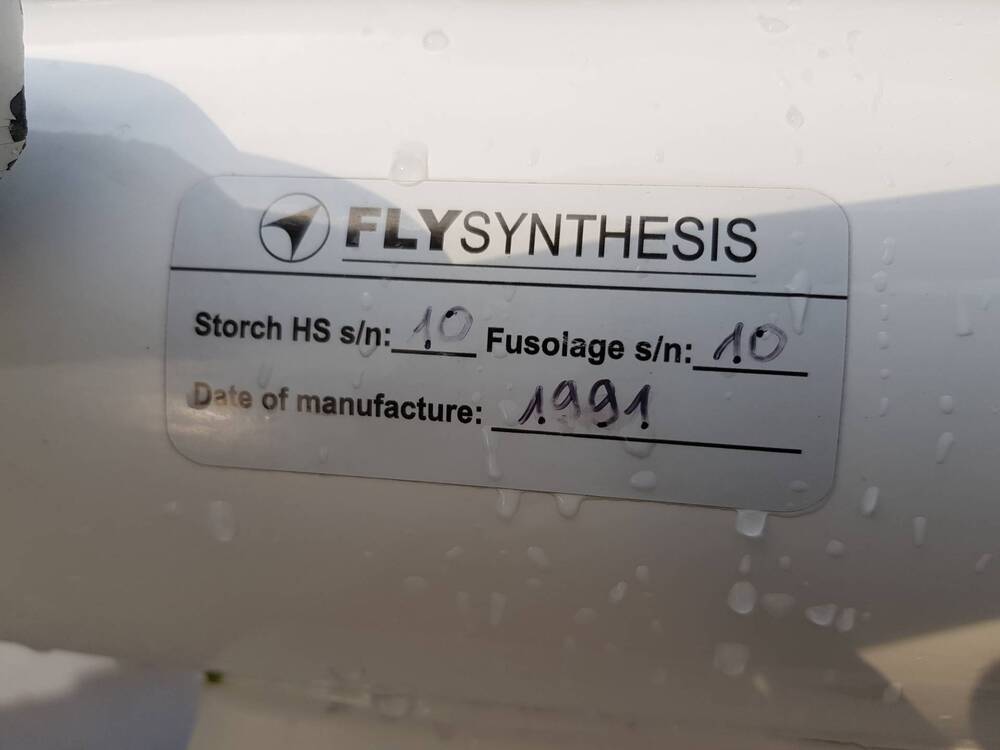 FLYSYNTHESIS
Storch HS s/n: 10 Fusolage s/n: 10
Date of manufacture: 1991